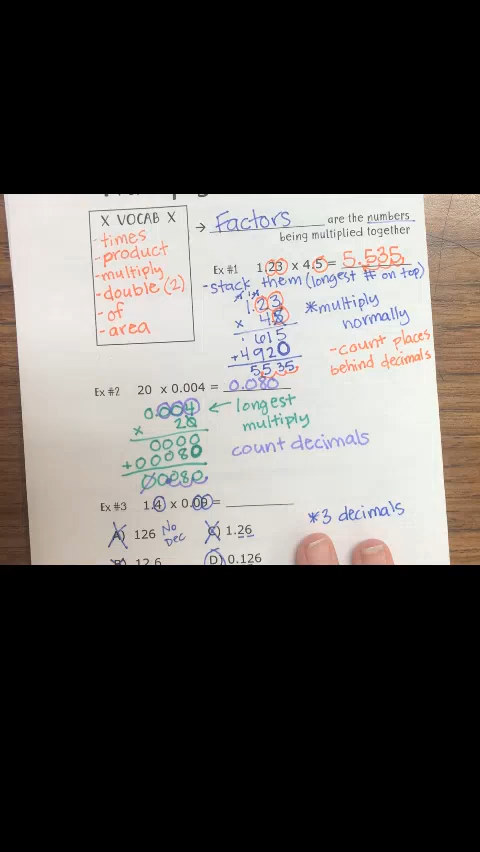 X VOCAB X
-times
-product
-multiply
-double (2)
-of
-area
→ Factors are the numbers
being multiplied together
Ex #1 1.23 x 4.5 = 5.535
-stack them (longest # on top)
1.23
x 4.5
615
+4920
5535
*multiply
normally
-count places
behind decimals
Ex #2 20 x 0.004 = 0.080
0.004
x 20
0000
+00080
00080
← longest
multiply
count decimals
Ex #3 1.4 x 0.09 =
*3 decimals
A) 126 No
Dec
C) 1.26
B) 12.6
D) 0.126